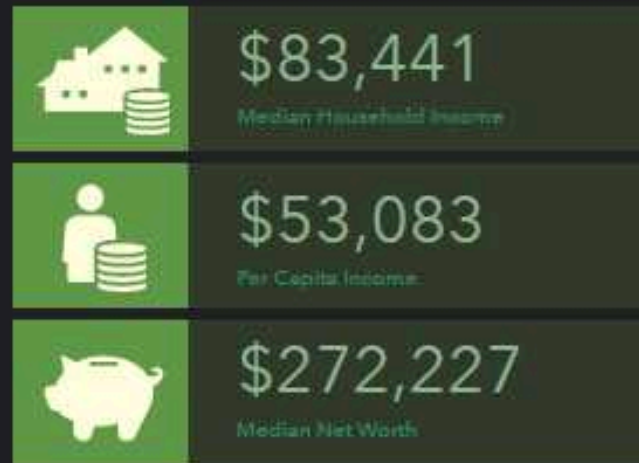 $83,441
Median Household Income
$53,083
Per Capita Income
$272,227
Median Net Worth